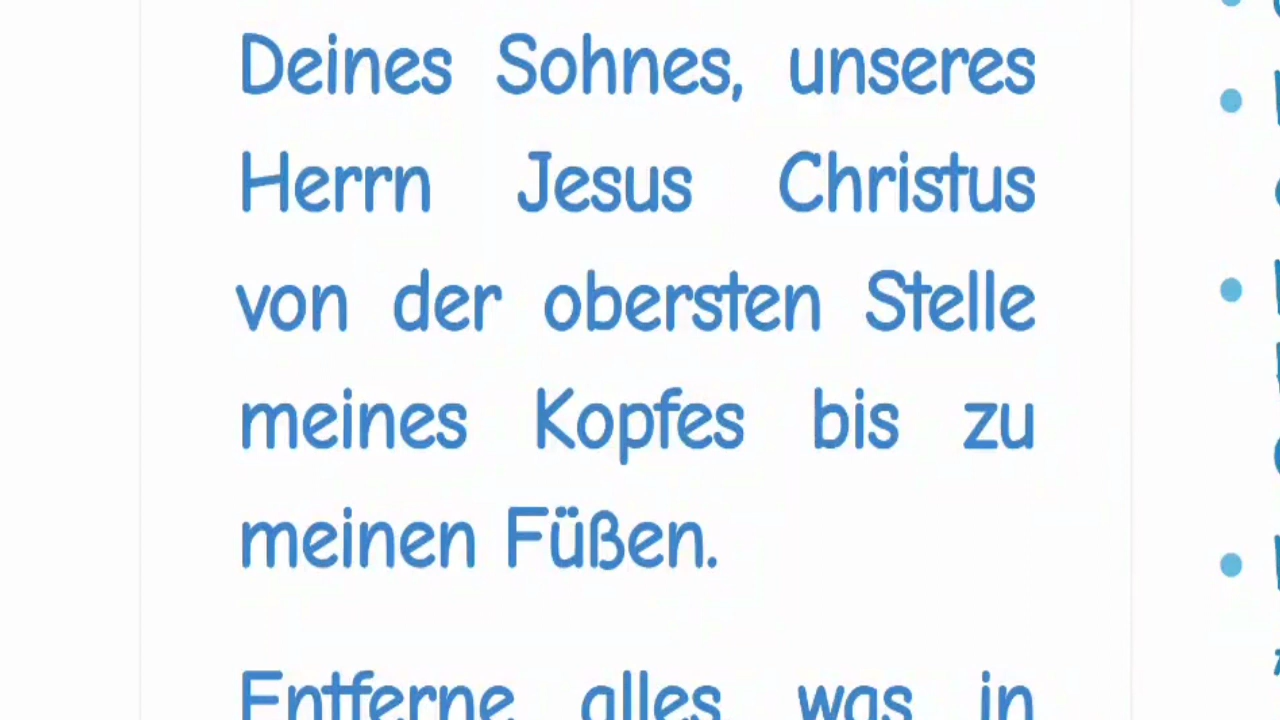 Deines Sohnes, unseres
Herrn Jesus Christus
von der obersten Stelle
meines Kopfes bis zu
meinen Füßen.
Entferne alles, was in